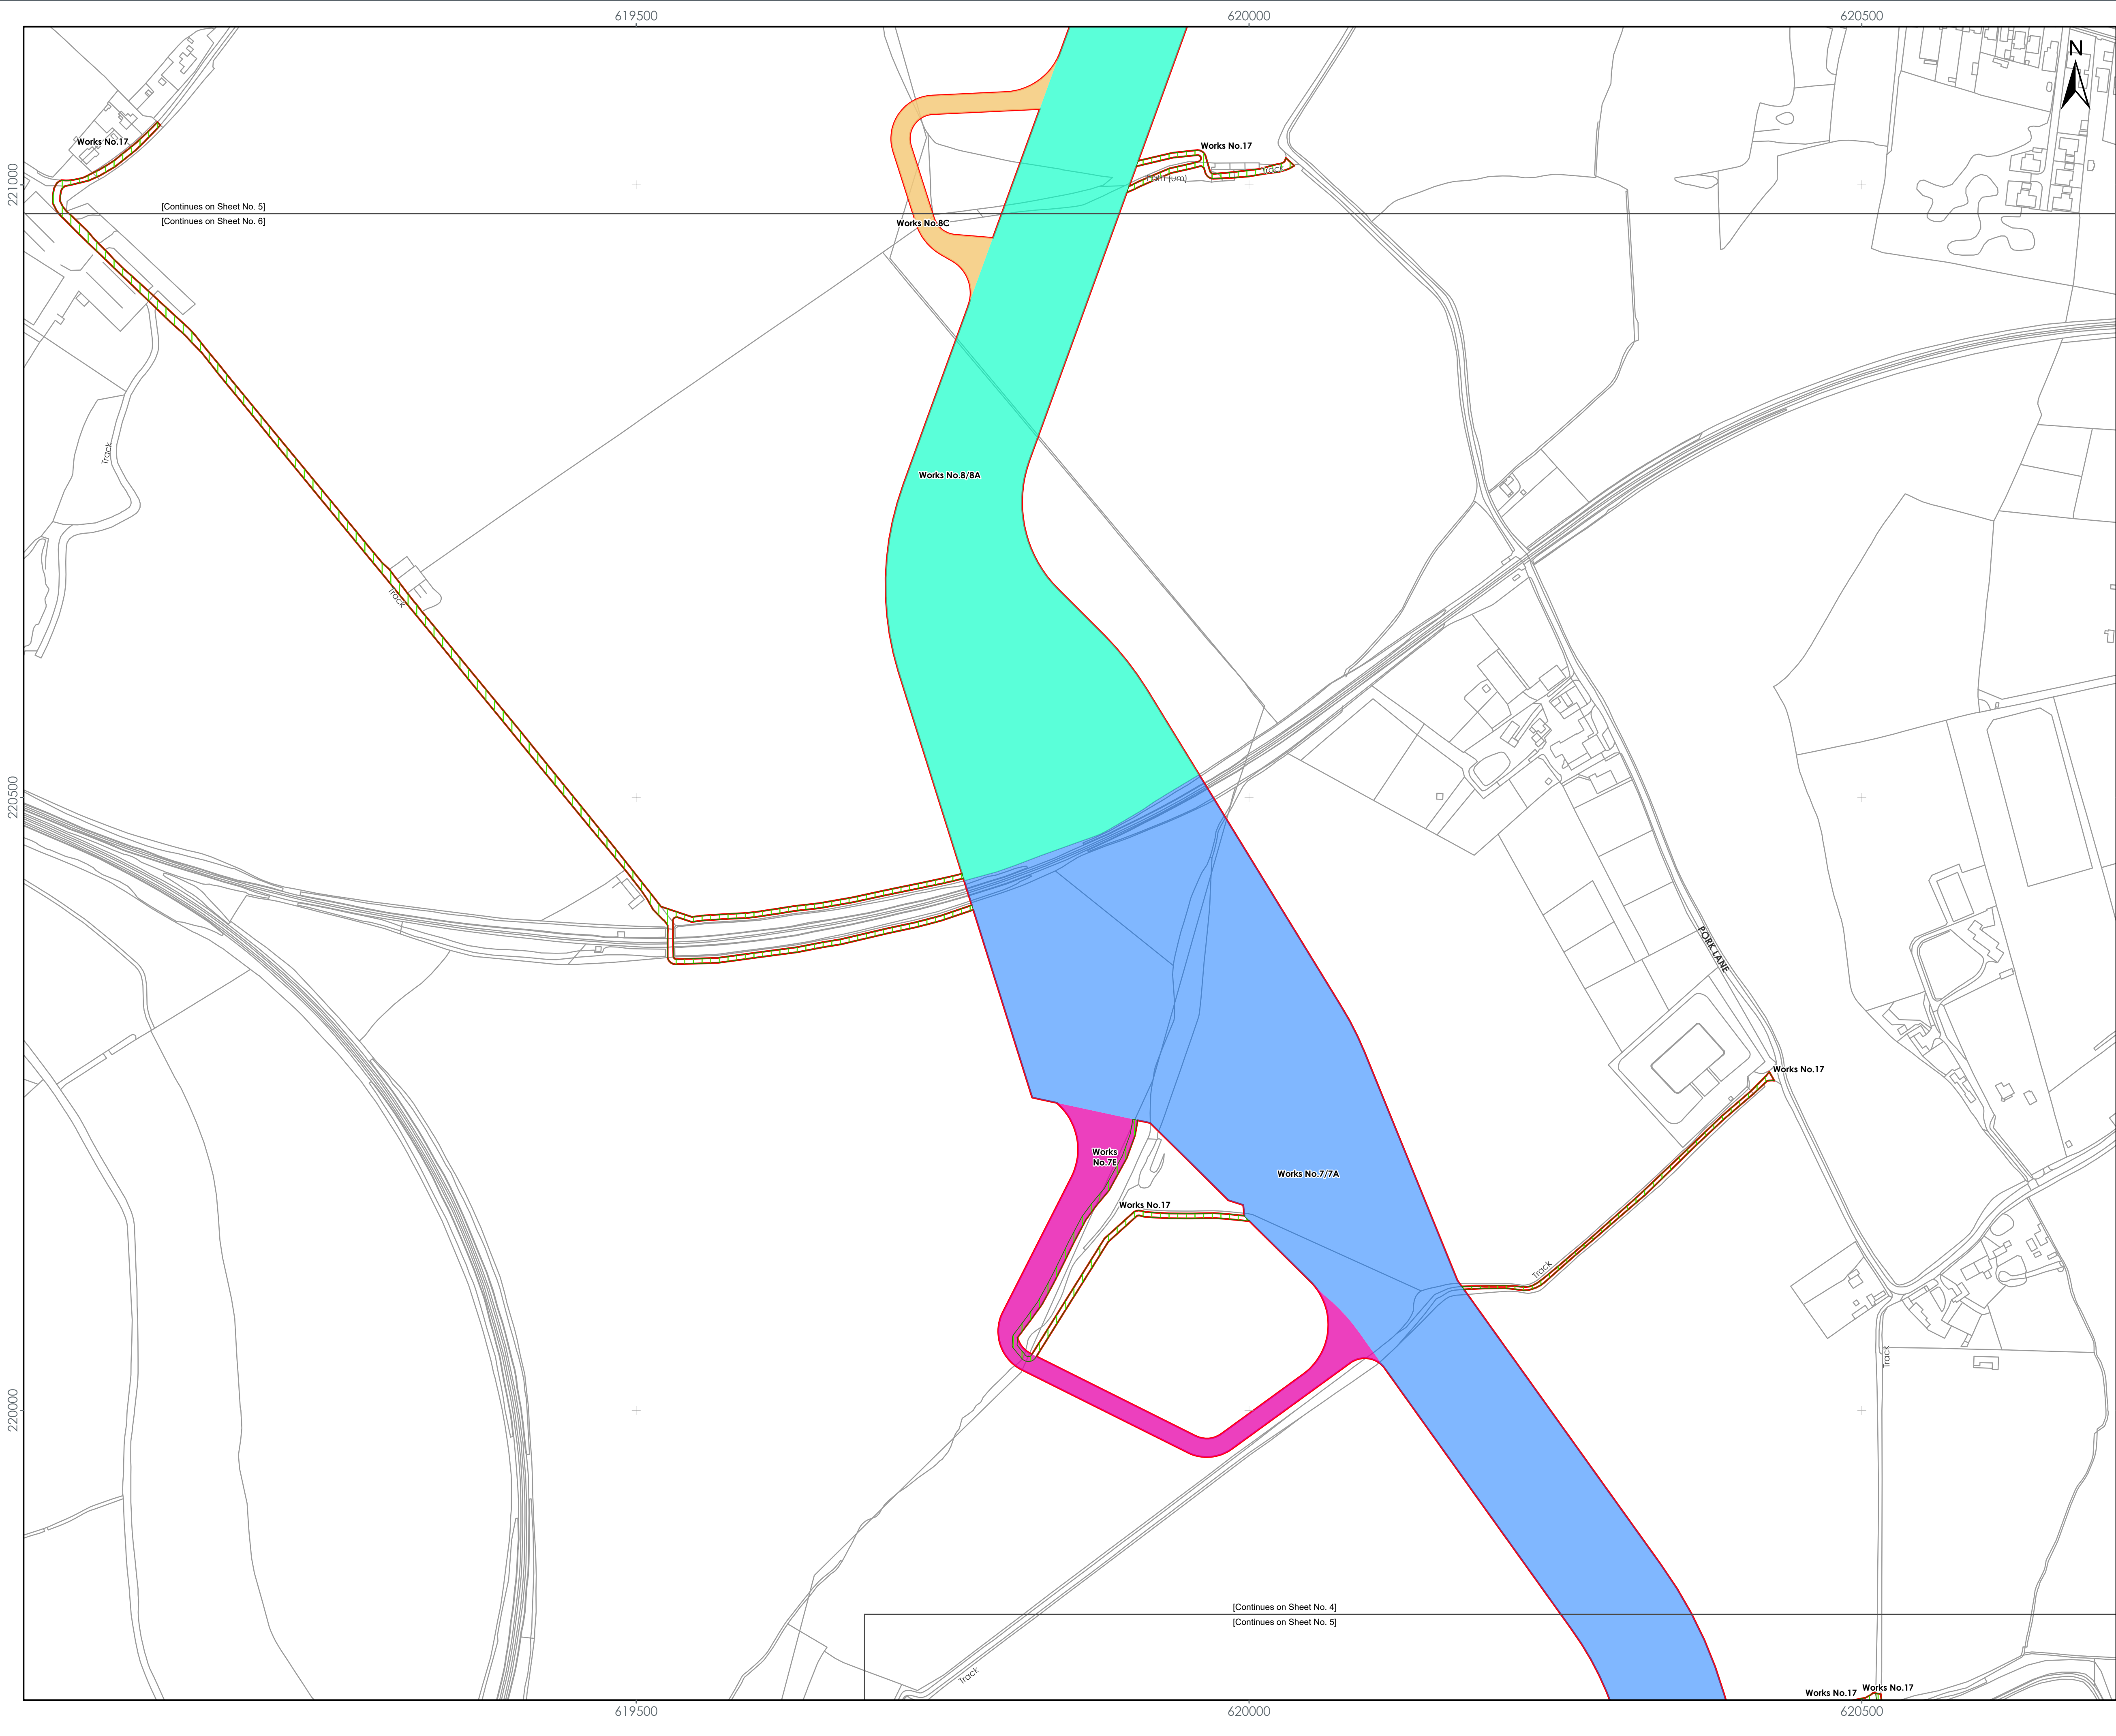 619500
620000
620500
N
221000
Works No.17
Works No.17
Track
Path (um)
[Continues on Sheet No. 5]
[Continues on Sheet No. 6]
Works No.8C
Track
Works No.8/8A
Track
220500
PORK LANE
Works No.17
Works
No.7E
Works No.7/7A
Works No.17
Track
Track
220000
[Continues on Sheet No. 4]
[Continues on Sheet No. 5]
Track
Works No.17
Works No.17
619500
620000
620500